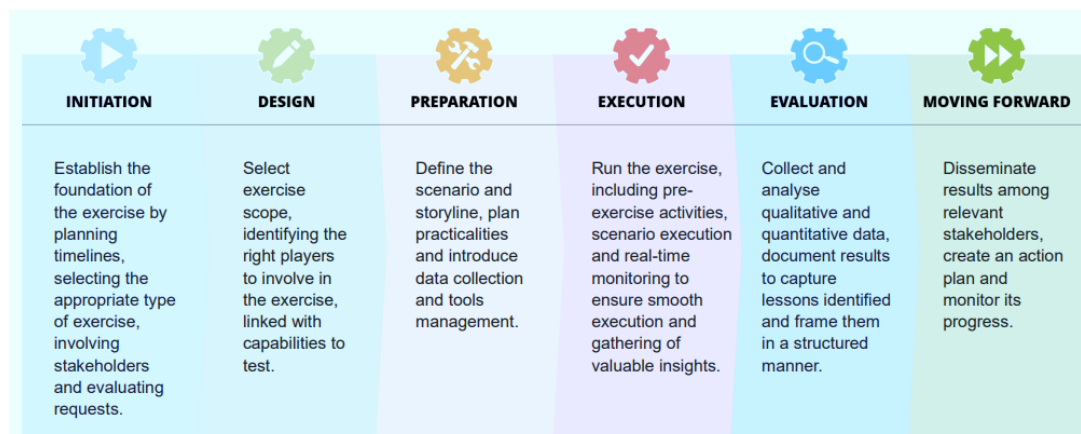 INITIATION
Establish the
foundation of
the exercise by
planning
timelines,
selecting the
appropriate type
of exercise,
involving
stakeholders
and evaluating
requests.
DESIGN
Select
exercise
scope,
identifying the
right players
to involve in
the exercise,
linked with
capabilities to
test.
PREPARATION
Define the
scenario and
storyline, plan
practicalities
and introduce
data collection
and tools
management.
EXECUTION
Run the exercise,
including pre-
exercise activities,
scenario execution
and real-time
monitoring to
ensure smooth
execution and
gathering of
valuable insights.
EVALUATION
Collect and
analyse
qualitative and
quantitative data,
document results
to capture
lessons identified
and frame them
in a structured
manner.
MOVING FORWARD
Disseminate
results among
relevant
stakeholders,
create an action
plan and
monitor its
progress.